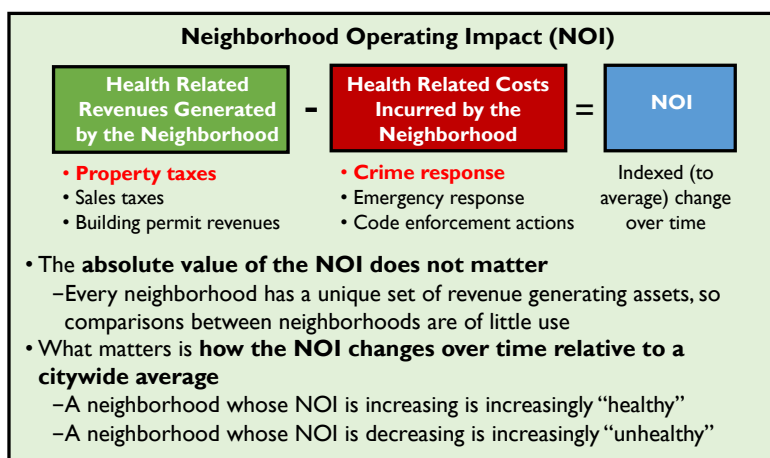 Neighborhood Operating Impact (NOI)
Health Related
Revenues Generated
by the Neighborhood
-
Health Related Costs
Incurred by the
Neighborhood
=
NOI
• Property taxes
• Sales taxes
• Building permit revenues
• Crime response
• Emergency response
• Code enforcement actions
Indexed (to
average) change
over time
• The absolute value of the NOI does not matter
–Every neighborhood has a unique set of revenue generating assets, so
comparisons between neighborhoods are of little use
• What matters is how the NOI changes over time relative to a
citywide average
–A neighborhood whose NOI is increasing is increasingly “healthy”
–A neighborhood whose NOI is decreasing is increasingly “unhealthy”